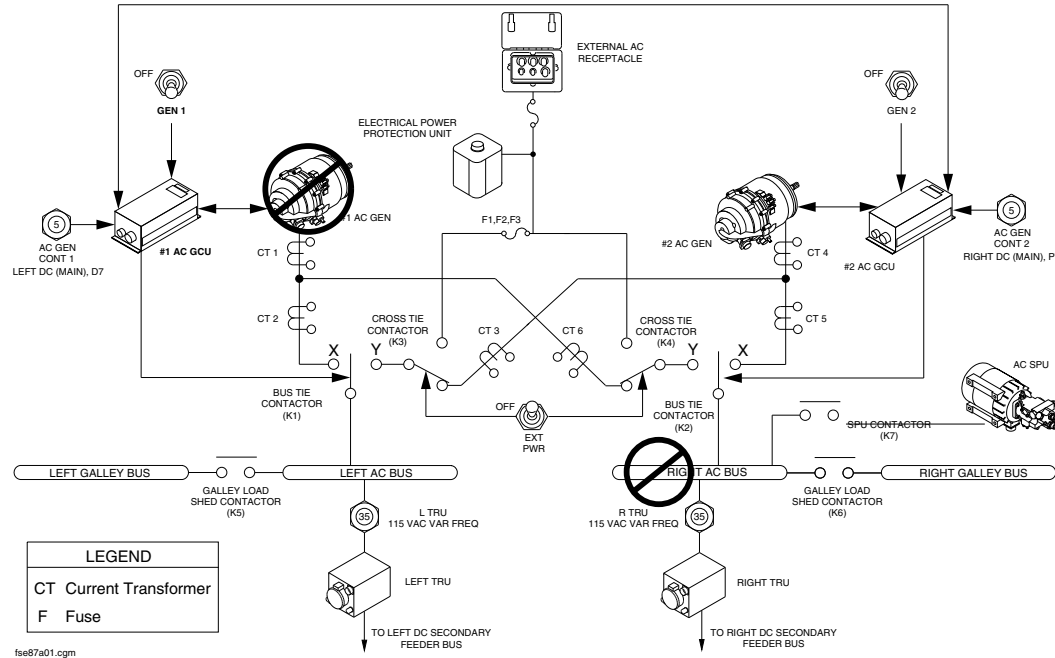 EXTERNAL AC
RECEPTACLE
OFF
GEN 1
OFF
GEN 2
ELECTRICAL POWER
PROTECTION UNIT
5
AC GEN
CONT 1
LEFT DC (MAIN), D7
#1 AC GCU
#1 AC GEN
F1,F2,F3
#2 AC GEN
#2 AC GCU
5
AC GEN
CONT 2
RIGHT DC (MAIN), P
CT 1
CT 4
CT 2
CT 5
CROSS TIE
CONTACTOR
(K3)
CT 3
CT 6
CROSS TIE
CONTACTOR
(K4)
X
Y
Y
X
BUS TIE
CONTACTOR
(K1)
OFF
EXT
PWR
BUS TIE
CONTACTOR
(K2)
AC SPU
SPU CONTACTOR
(K7)
LEFT GALLEY BUS
LEFT AC BUS
RIGHT AC BUS
RIGHT GALLEY BUS
GALLEY LOAD
SHED CONTACTOR
(K5)
GALLEY LOAD
SHED CONTACTOR
(K6)
35
L TRU
115 VAC VAR FREQ
R TRU
115 VAC VAR FREQ
35
LEFT TRU
RIGHT TRU
LEGEND
CT Current Transformer
F Fuse
TO LEFT DC SECONDARY
FEEDER BUS
TO RIGHT DC SECONDARY
FEEDER BUS
fse87a01.cgm